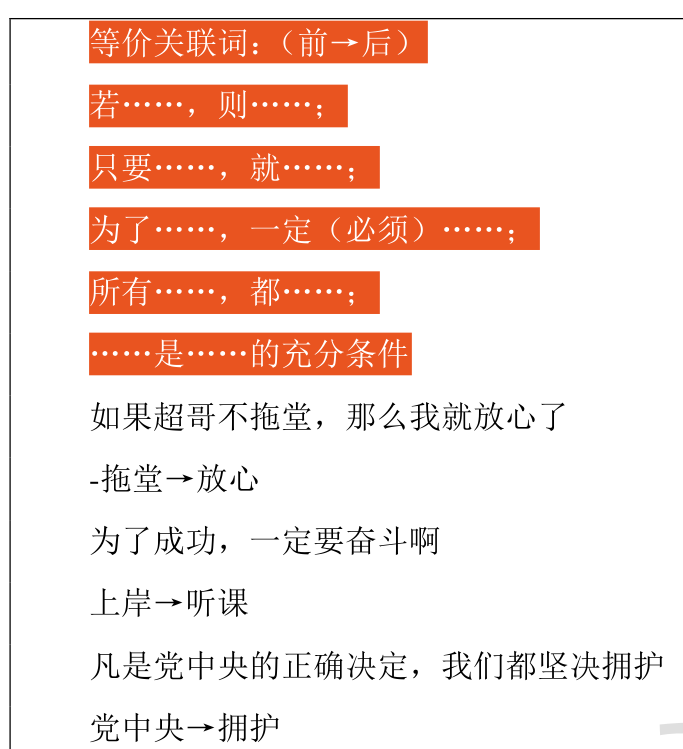 等价关联词：（前→后）
若……，则……；
只要……，就……；
为了……，一定（必须）……；
所有……，都……；
……是……的充分条件
如果超哥不拖堂，那么我就放心了
-拖堂→放心
为了成功，一定要奋斗啊
上岸→听课
凡是党中央的正确决定，我们都坚决拥护
党中央→拥护